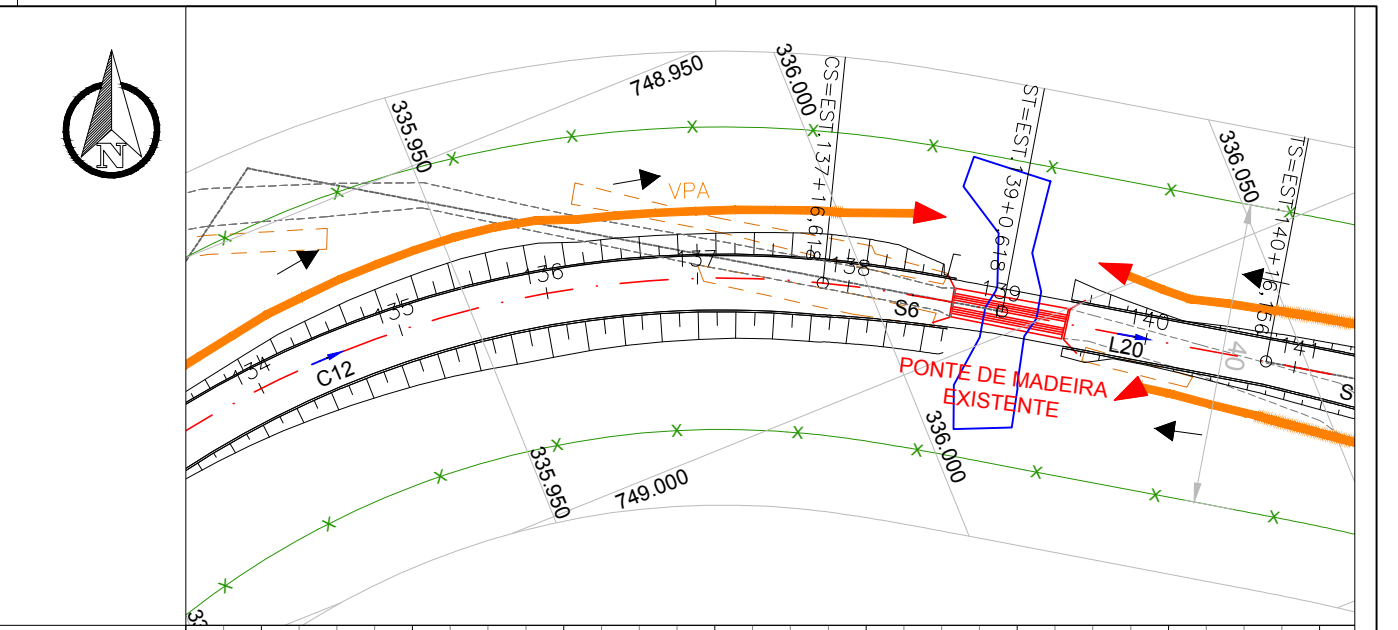 N
335.950
748.950
336.000
CS=EST.137+16,618
ST=EST.139+0,618
336.050
TS=EST.140+16,156
VPA
134
135
136
137
138
139
140
141
C12
S6
L20
40
S
PONTE DE MADEIRA
EXISTENTE
335.950
749.000
336.000